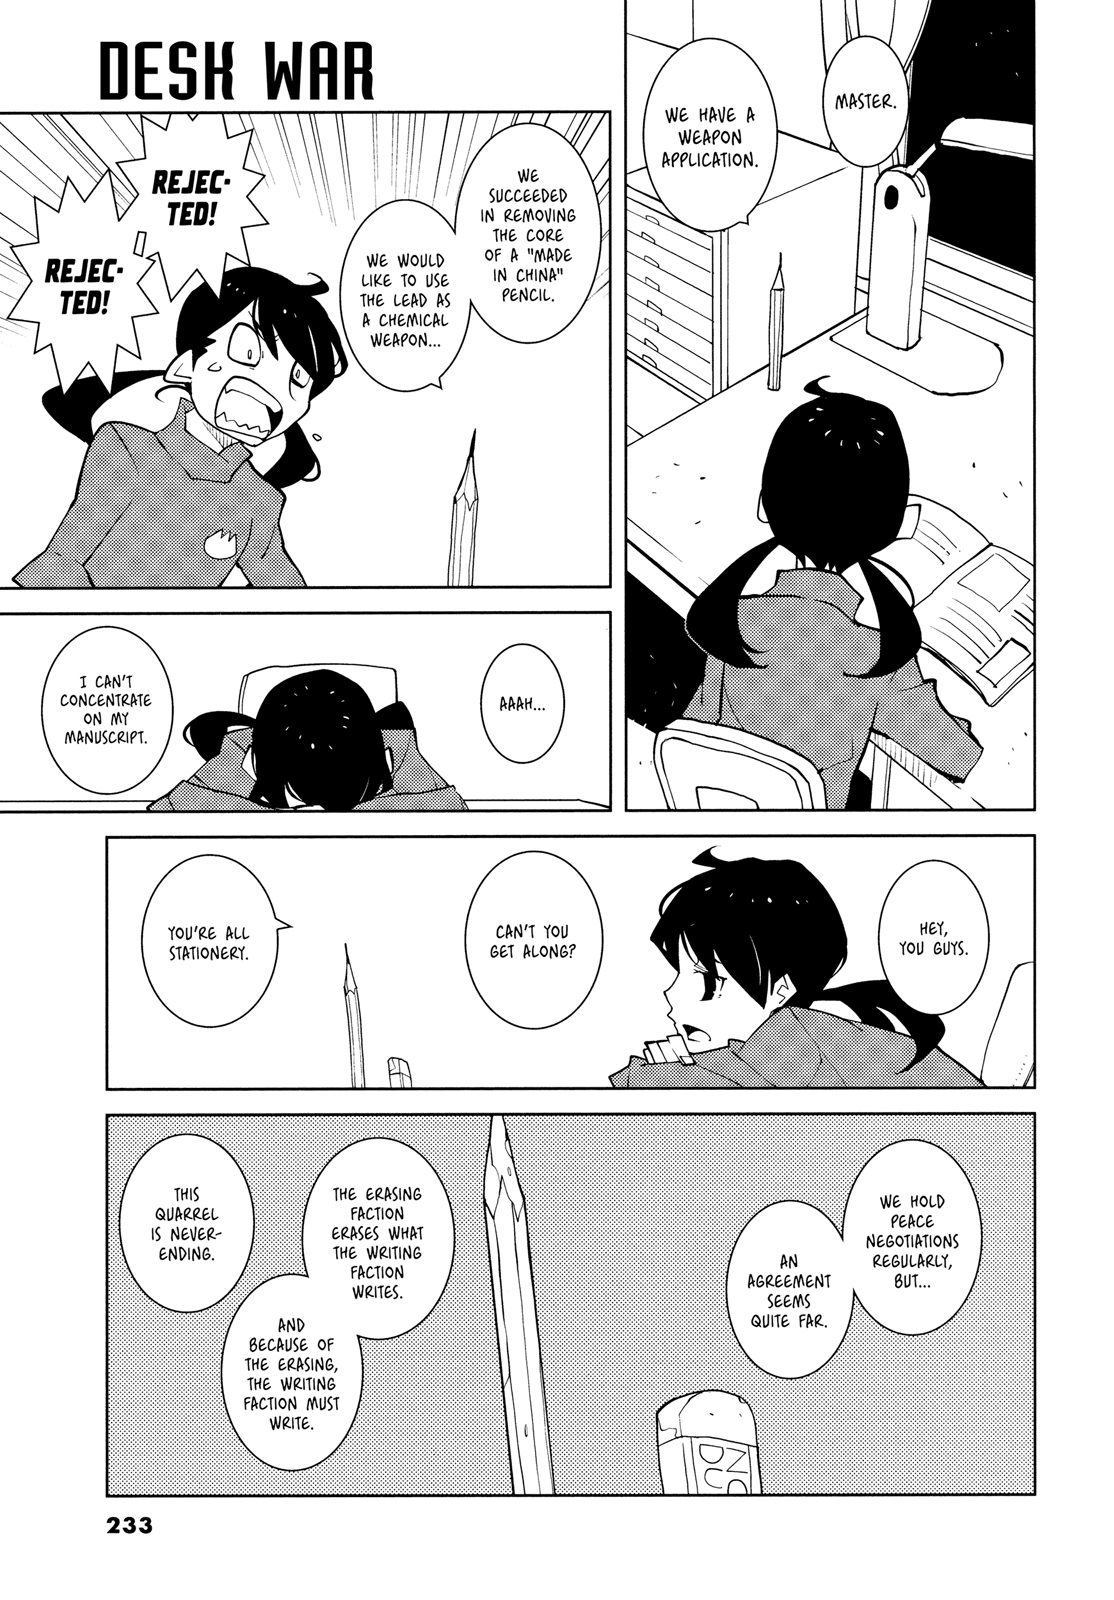 DESK WAR
MASTER.
WE HAVE A
WEAPON
APPLICATION.
WE
SUCCEEDED
IN REMOVING
THE CORE
OF A "MADE
IN CHINA"
PENCIL.
WE WOULD
LIKE TO USE
THE LEAD AS
A CHEMICAL
WEAPON...
REJEC-
TED!
REJEC-
TED!
AAAH...
I CAN'T
CONCENTRATE
ON MY
MANUSCRIPT.
HEY,
YOU GUYS.
CAN'T YOU
GET ALONG?
YOU'RE ALL
STATIONERY.
WE HOLD
PEACE
NEGOTIATIONS
REGULARLY,
BUT...
AN
AGREEMENT
SEEMS
QUITE FAR.
THE ERASING
FACTION
ERASES WHAT
THE WRITING
FACTION
WRITES.
AND
BECAUSE OF
THE ERASING,
THE WRITING
FACTION MUST
WRITE.
THIS
QUARREL
IS NEVER-
ENDING.
233